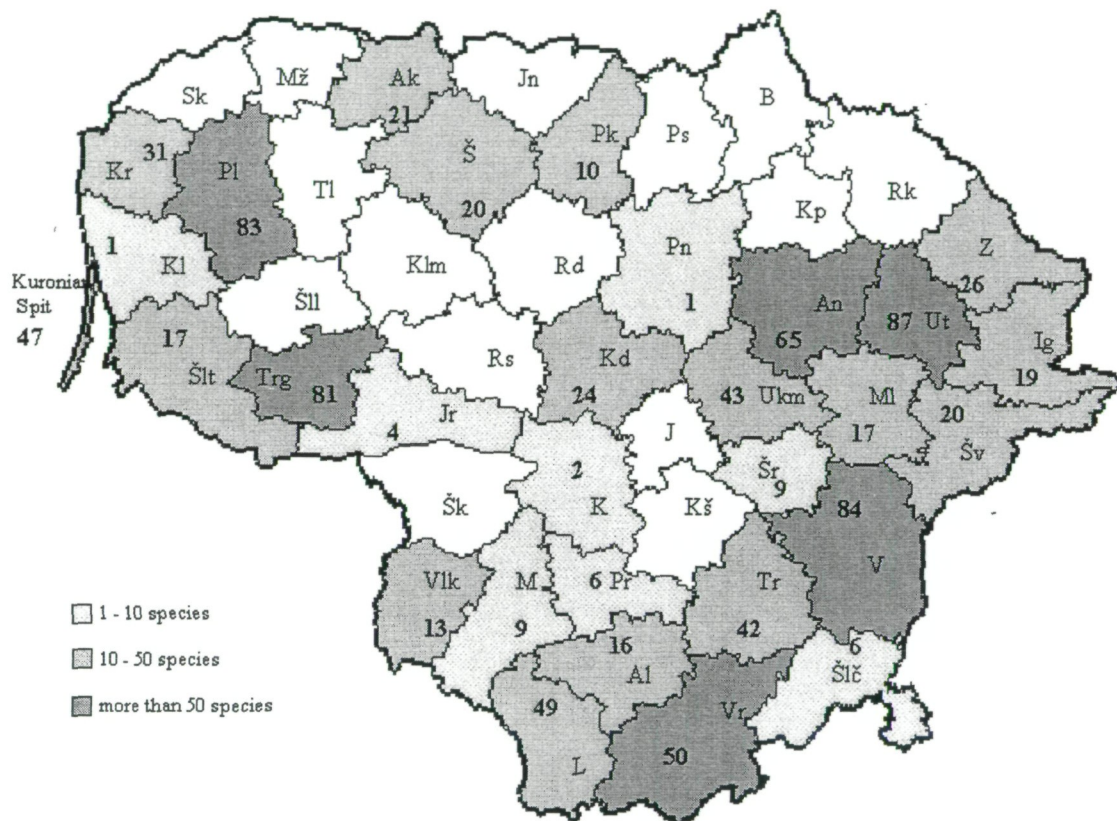 Mž
Ak
21
Jn
B
Sk
Pk
10
Ps
Š
20
31
Kr
Pl
83
Tl
Rk
Kp
1
Kl
Klm
Rd
Pn
1
Z
26
Kuronian
Spit
47
Šll
An
65
87
Ut
17
Šlt
Trg
81
Rs
Kd
24
43
Ukm
Ml
17
Ig
19
20
Šv
Jr
4
J
Šr
9
2
K
Šk
Kš
84
V
Vlk
13
M
9
6
Pr
Tr
42
1 - 10 species
16
Al
6
Šlč
10 - 50 species
49
L
Vr
50
more than 50 species